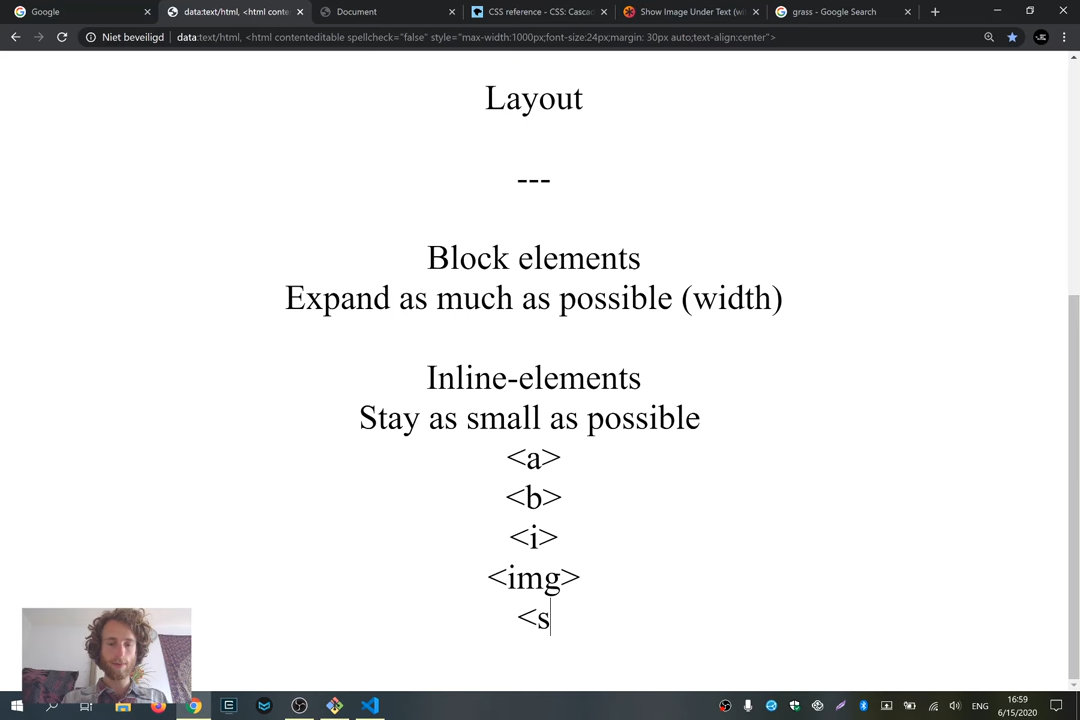 Google
data:text/html, <html conte
Document
CSS reference - CSS: Casca
Show Image Under Text (wi
grass - Google Search
Niet beveiligd
data:text/html, <html contenteditable spellcheck="false" style="max-width:1000px;font-size:24px;margin: 30px auto;text-align:center">
Layout
---
Block elements
Expand as much as possible (width)
Inline-elements
Stay as small as possible
<a>
<b>
<i>
<img>
<s
ENG
16:59
6/15/2020